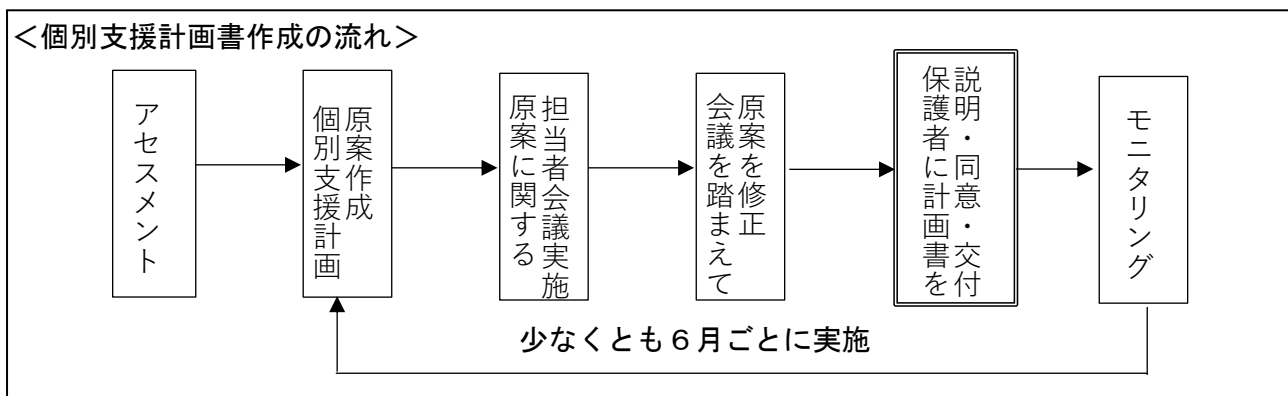 ＜個別支援計画書作成の流れ＞
アセスメント
個別支援計画
原案作成
原案に関する
担当者会議実施
会議を踏まえて
原案を修正
保護者に計画書を
説明・同意・交付
モニタリング
少なくとも６月ごとに実施